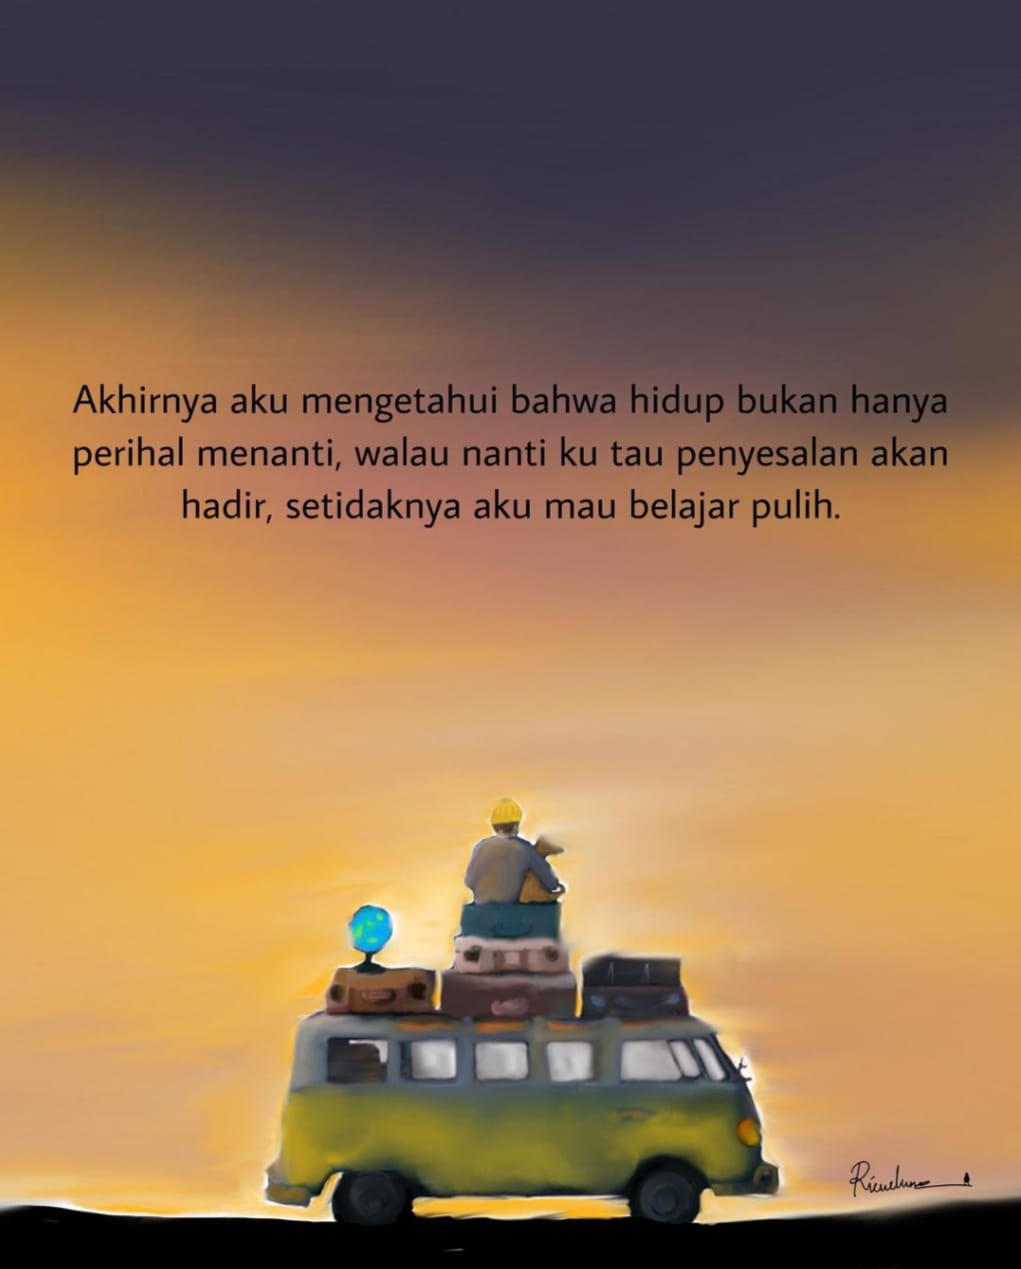 Akhirnya aku mengetahui bahwa hidup bukan hanya
perihal menanti, walau nanti ku tau penyesalan akan
hadir, setidaknya aku mau belajar pulih.